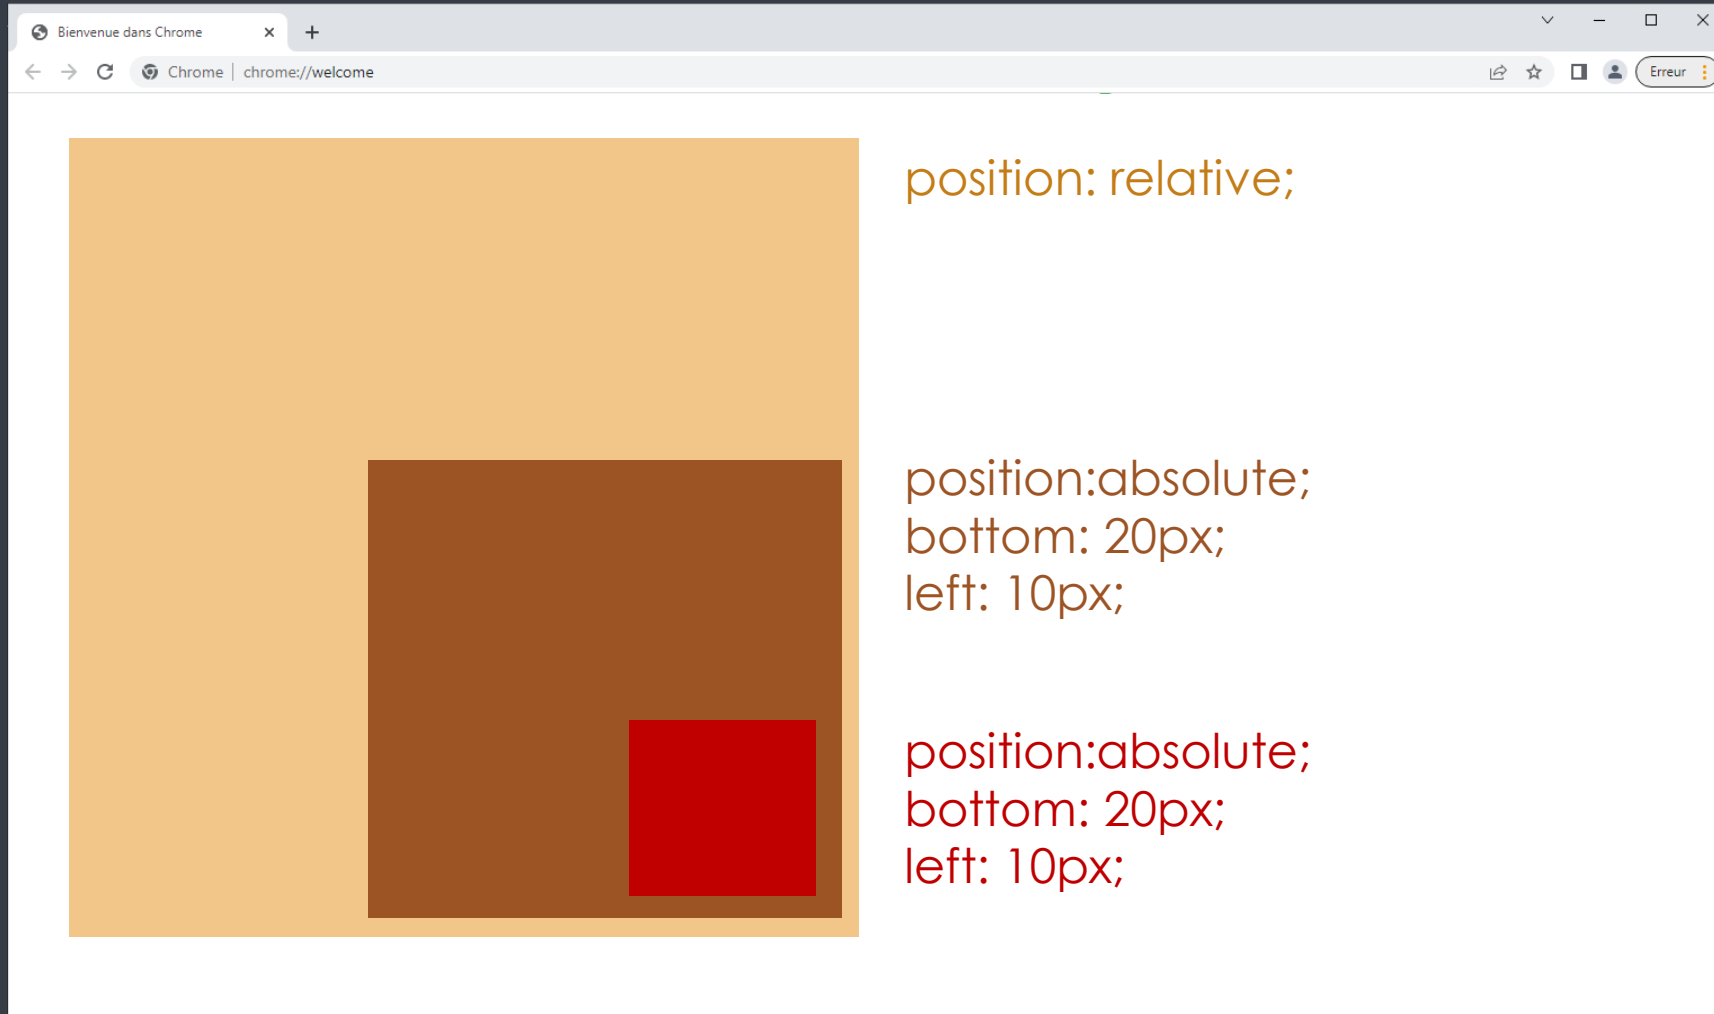 Bienvenue dans Chrome
Chrome
chrome://welcome
Erreur
position: relative;
position:absolute;
bottom: 20px;
left: 10px;
position:absolute;
bottom: 20px;
left: 10px;